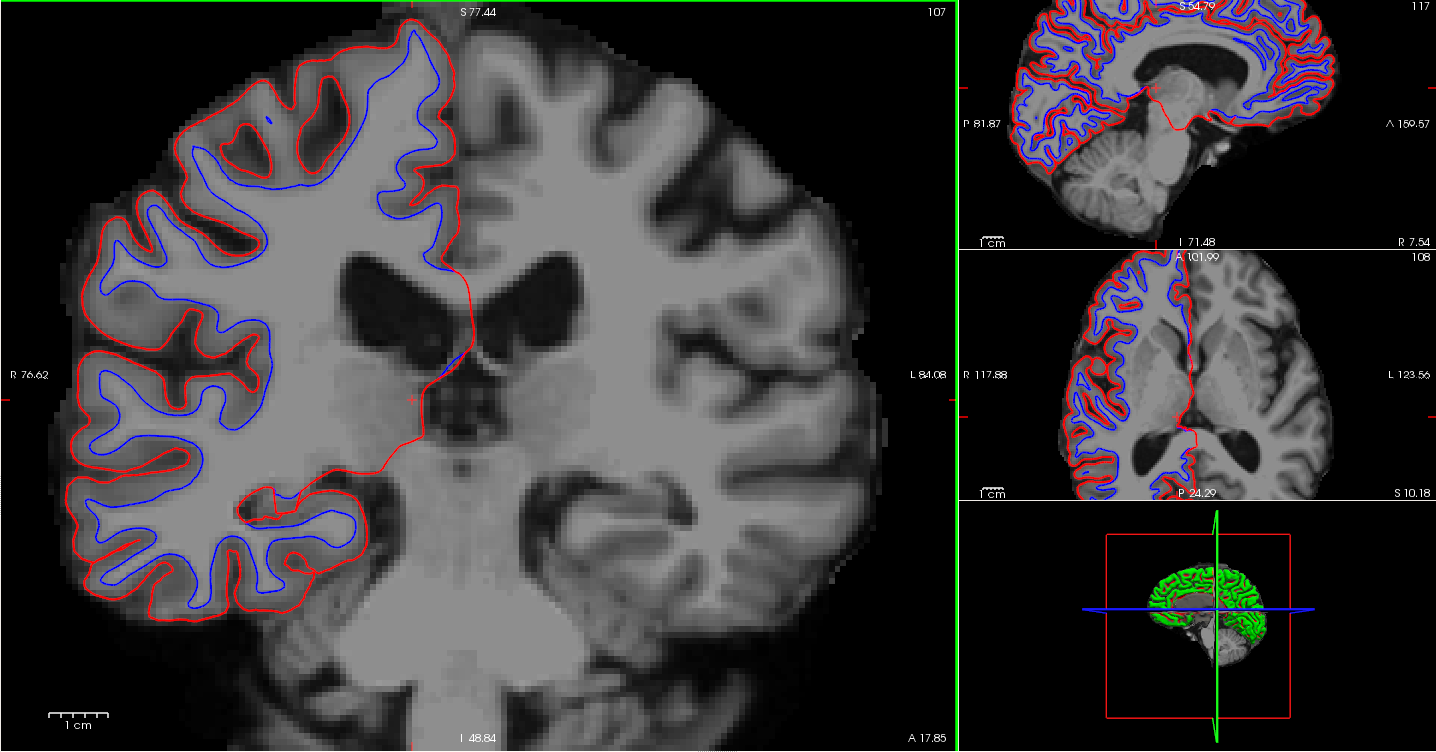 S 77.44
107
R 76.62
L 84.08
1 cm
I 48.84
A 17.85
S 54.79
117
P 81.87
A 159.57
1 cm
I 71.48
R 7.54
A 101.99
108
R 117.88
L 123.56
1 cm
P 24.29
S 10.18